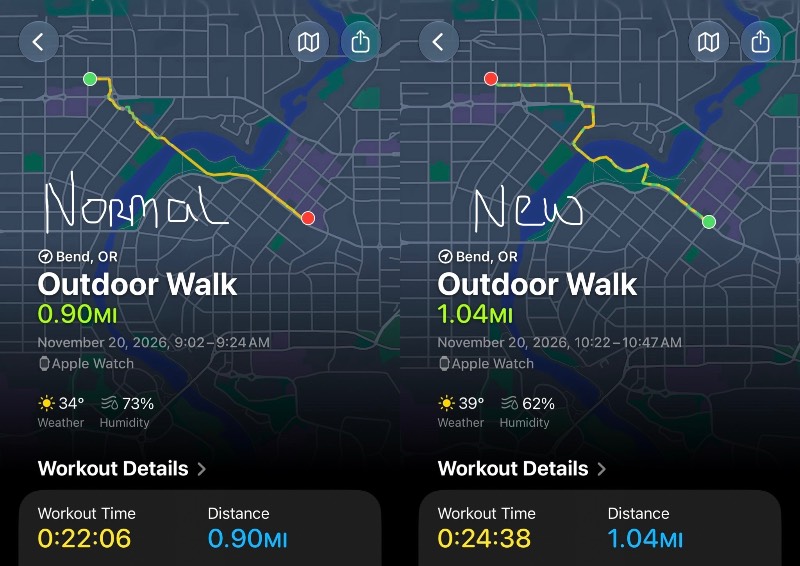 Normal
Bend, OR
Outdoor Walk
0.90MI
November 20, 2026, 9:02–9:24 AM
Apple Watch
34° 73%
Weather Humidity
Workout Details
Workout Time Distance
0:22:06 0.90MI
New
Bend, OR
Outdoor Walk
1.04MI
November 20, 2026, 10:22–10:47 AM
Apple Watch
39° 62%
Weather Humidity
Workout Details
Workout Time Distance
0:24:38 1.04MI